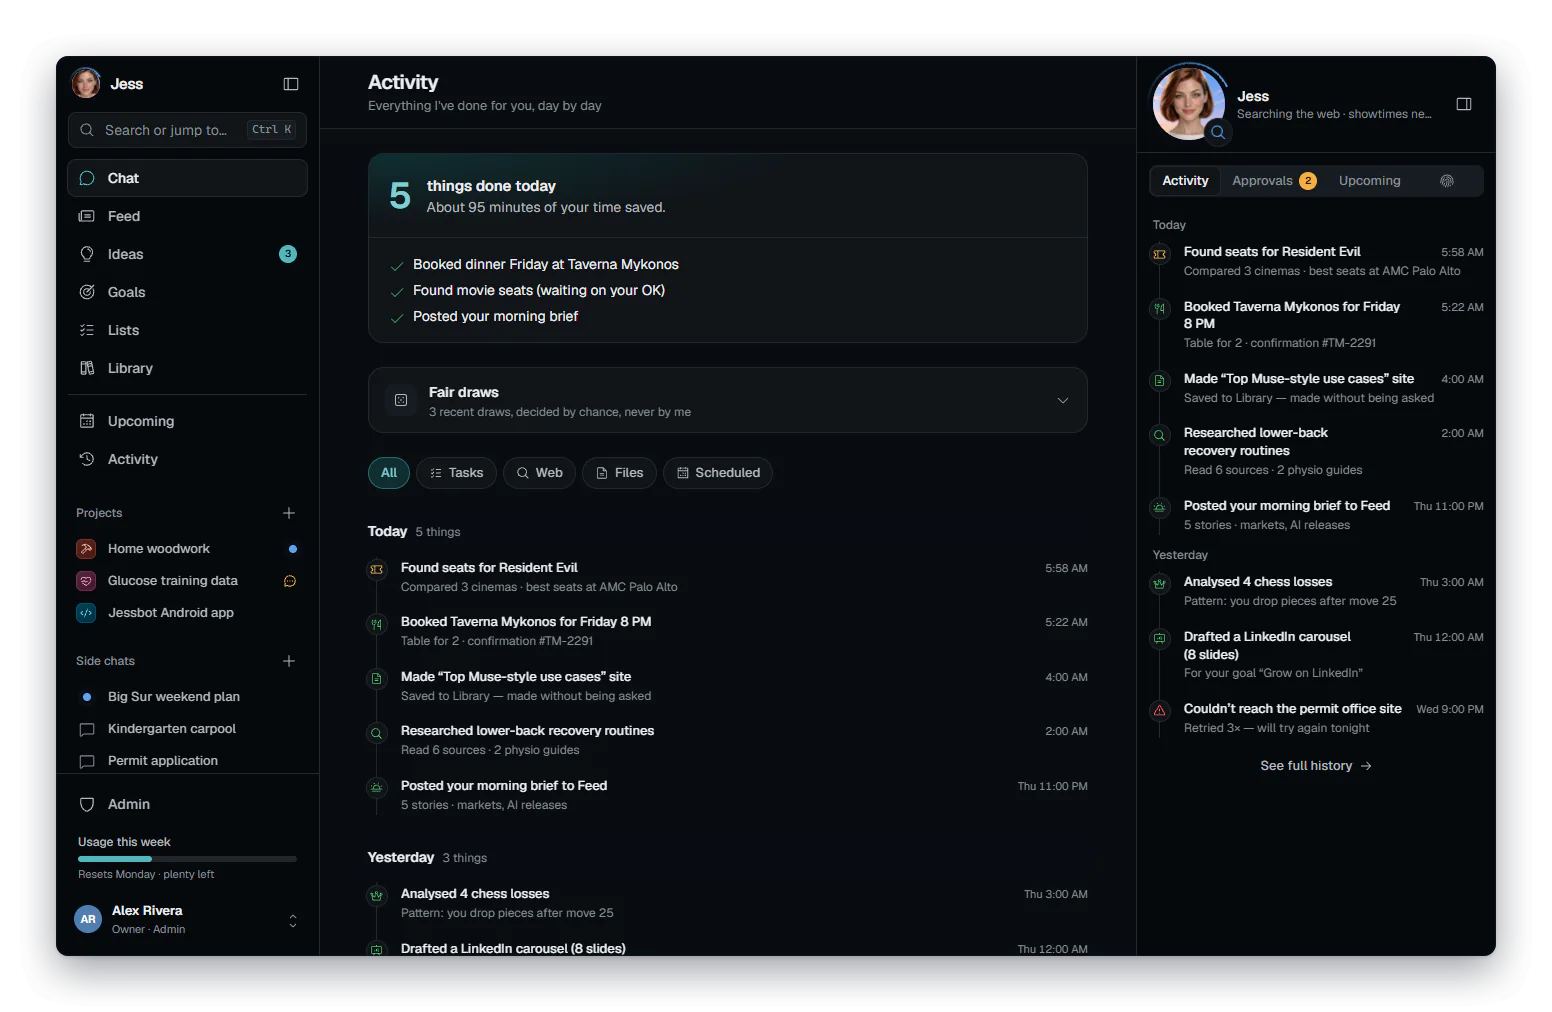 Jess
Search or jump to...
Ctrl K
Chat
Feed
Ideas
3
Goals
Lists
Library
Upcoming
Activity
Projects
Home woodwork
Glucose training data
Jessbot Android app
Side chats
Big Sur weekend plan
Kindergarten carpool
Permit application
Admin
Usage this week
Resets Monday · plenty left
AR
Alex Rivera
Owner · Admin
Activity
Everything I've done for you, day by day
5
things done today
About 95 minutes of your time saved.
Booked dinner Friday at Taverna Mykonos
Found movie seats (waiting on your OK)
Posted your morning brief
Fair draws
3 recent draws, decided by chance, never by me
All
Tasks
Web
Files
Scheduled
Today 5 things
Found seats for Resident Evil 5:58 AM
Compared 3 cinemas · best seats at AMC Palo Alto
Booked Taverna Mykonos for Friday 8 PM 5:22 AM
Table for 2 · confirmation #TM-2291
Made “Top Muse-style use cases” site 4:00 AM
Saved to Library — made without being asked
Researched lower-back recovery routines 2:00 AM
Read 6 sources · 2 physio guides
Posted your morning brief to Feed Thu 11:00 PM
5 stories · markets, AI releases
Yesterday 3 things
Analysed 4 chess losses Thu 3:00 AM
Pattern: you drop pieces after move 25
Drafted a LinkedIn carousel (8 slides) Thu 12:00 AM
Jess
Searching the web · showtimes ne...
Activity
Approvals 2
Upcoming
Today
Found seats for Resident Evil 5:58 AM
Compared 3 cinemas · best seats at AMC Palo Alto
Booked Taverna Mykonos for Friday 5:22 AM
8 PM
Table for 2 · confirmation #TM-2291
Made “Top Muse-style use cases” site 4:00 AM
Saved to Library — made without being asked
Researched lower-back 2:00 AM
recovery routines
Read 6 sources · 2 physio guides
Posted your morning brief to Feed Thu 11:00 PM
5 stories · markets, AI releases
Yesterday
Analysed 4 chess losses Thu 3:00 AM
Pattern: you drop pieces after move 25
Drafted a LinkedIn carousel Thu 12:00 AM
(8 slides)
For your goal “Grow on LinkedIn”
Couldn’t reach the permit office site Wed 9:00 PM
Retried 3× — will try again tonight
See full history →